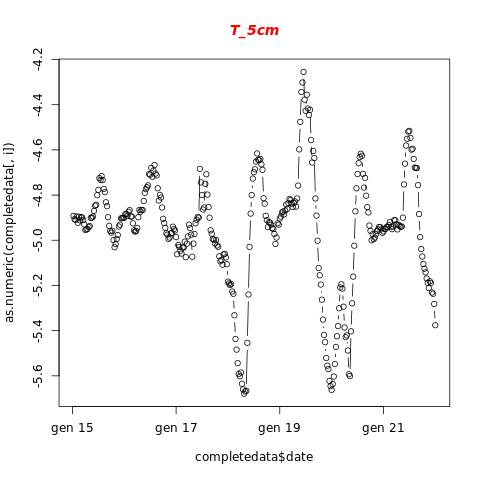 T_5cm
as.numeric(completedata[, i])
-4.2
-4.4
-4.6
-4.8
-5.0
-5.2
-5.4
-5.6
gen 15
gen 17
gen 19
gen 21
completedata$date